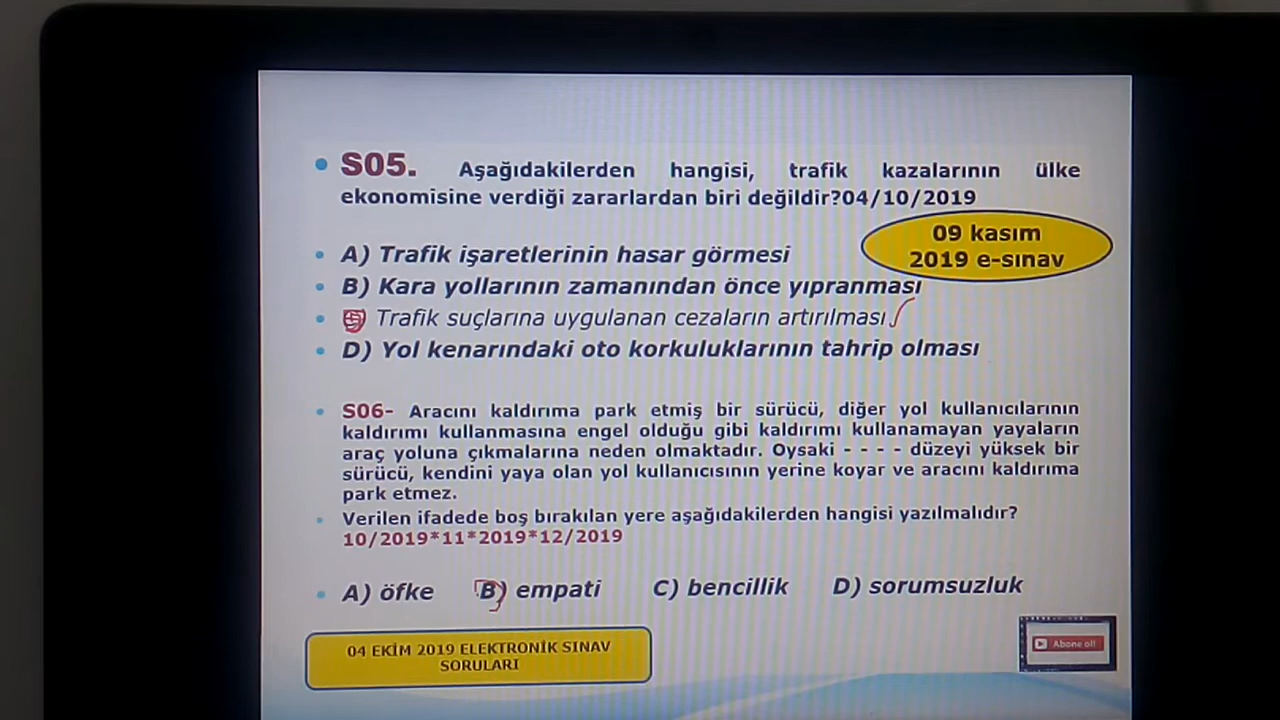 S05. Aşağıdakilerden hangisi, trafik kazalarının ülke
ekonomisine verdiği zararlardan biri değildir?04/10/2019
09 kasım
2019 e-sınav
A) Trafik işaretlerinin hasar görmesi
B) Kara yollarının zamanından önce yıpranması
Trafik suçlarına uygulanan cezaların artırılması
D) Yol kenarındaki oto korkuluklarının tahrip olması
S06- Aracını kaldırıma park etmiş bir sürücü, diğer yol kullanıcılarının
kaldırımı kullanmasına engel olduğu gibi kaldırımı kullanamayan yayaların
araç yoluna çıkmalarına neden olmaktadır. Oysaki - - - - düzeyi yüksek bir
sürücü, kendini yaya olan yol kullanıcısının yerine koyar ve aracını kaldırıma
park etmez.
Verilen ifadede boş bırakılan yere aşağıdakilerden hangisi yazılmalıdır?
10/2019*11*2019*12/2019
A) öfke B) empati C) bencillik D) sorumsuzluk
04 EKİM 2019 ELEKTRONİK SINAV
SORULARI
Abone ol!